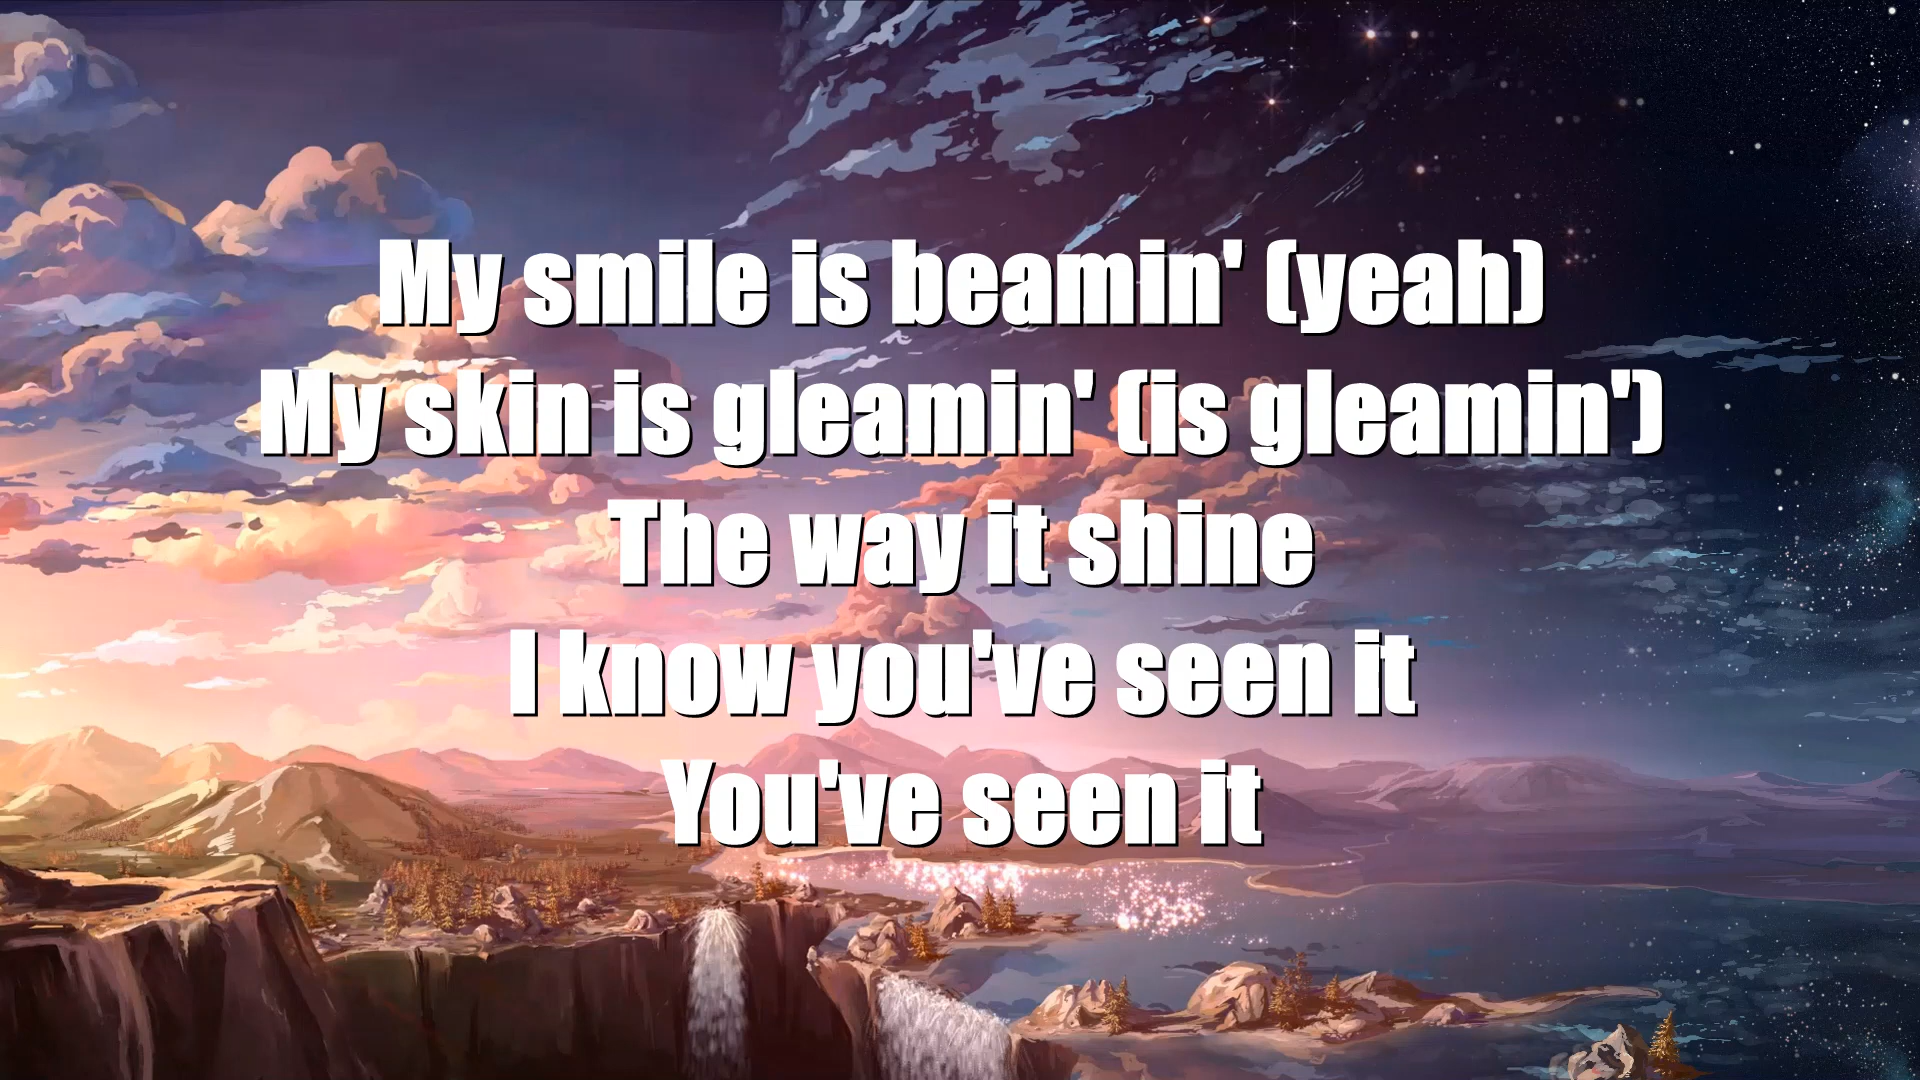 My smile is beamin' (yeah)
My skin is gleamin' (is gleamin')
The way it shine
I know you've seen it
You've seen it